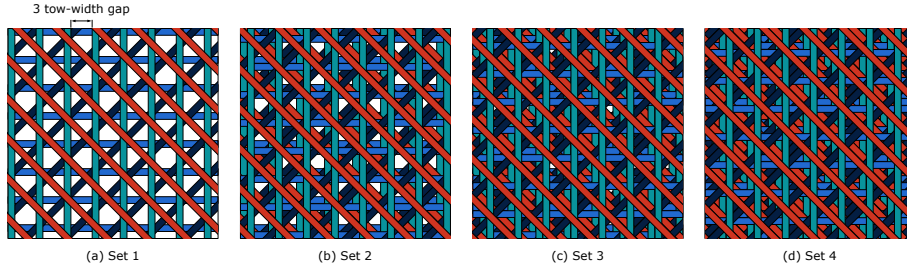 3 tow-width gap
(a) Set 1
(b) Set 2
(c) Set 3
(d) Set 4